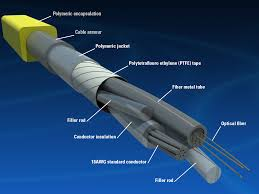 Polymeric encapsulation
Cable armour
Polymeric jacket
Polytetrafluoro ethylene (PTFE) tape
Fiber metal tube
Optical fiber
Filler rod
Conductor insulation
18AWG standard conductor
Filler rod